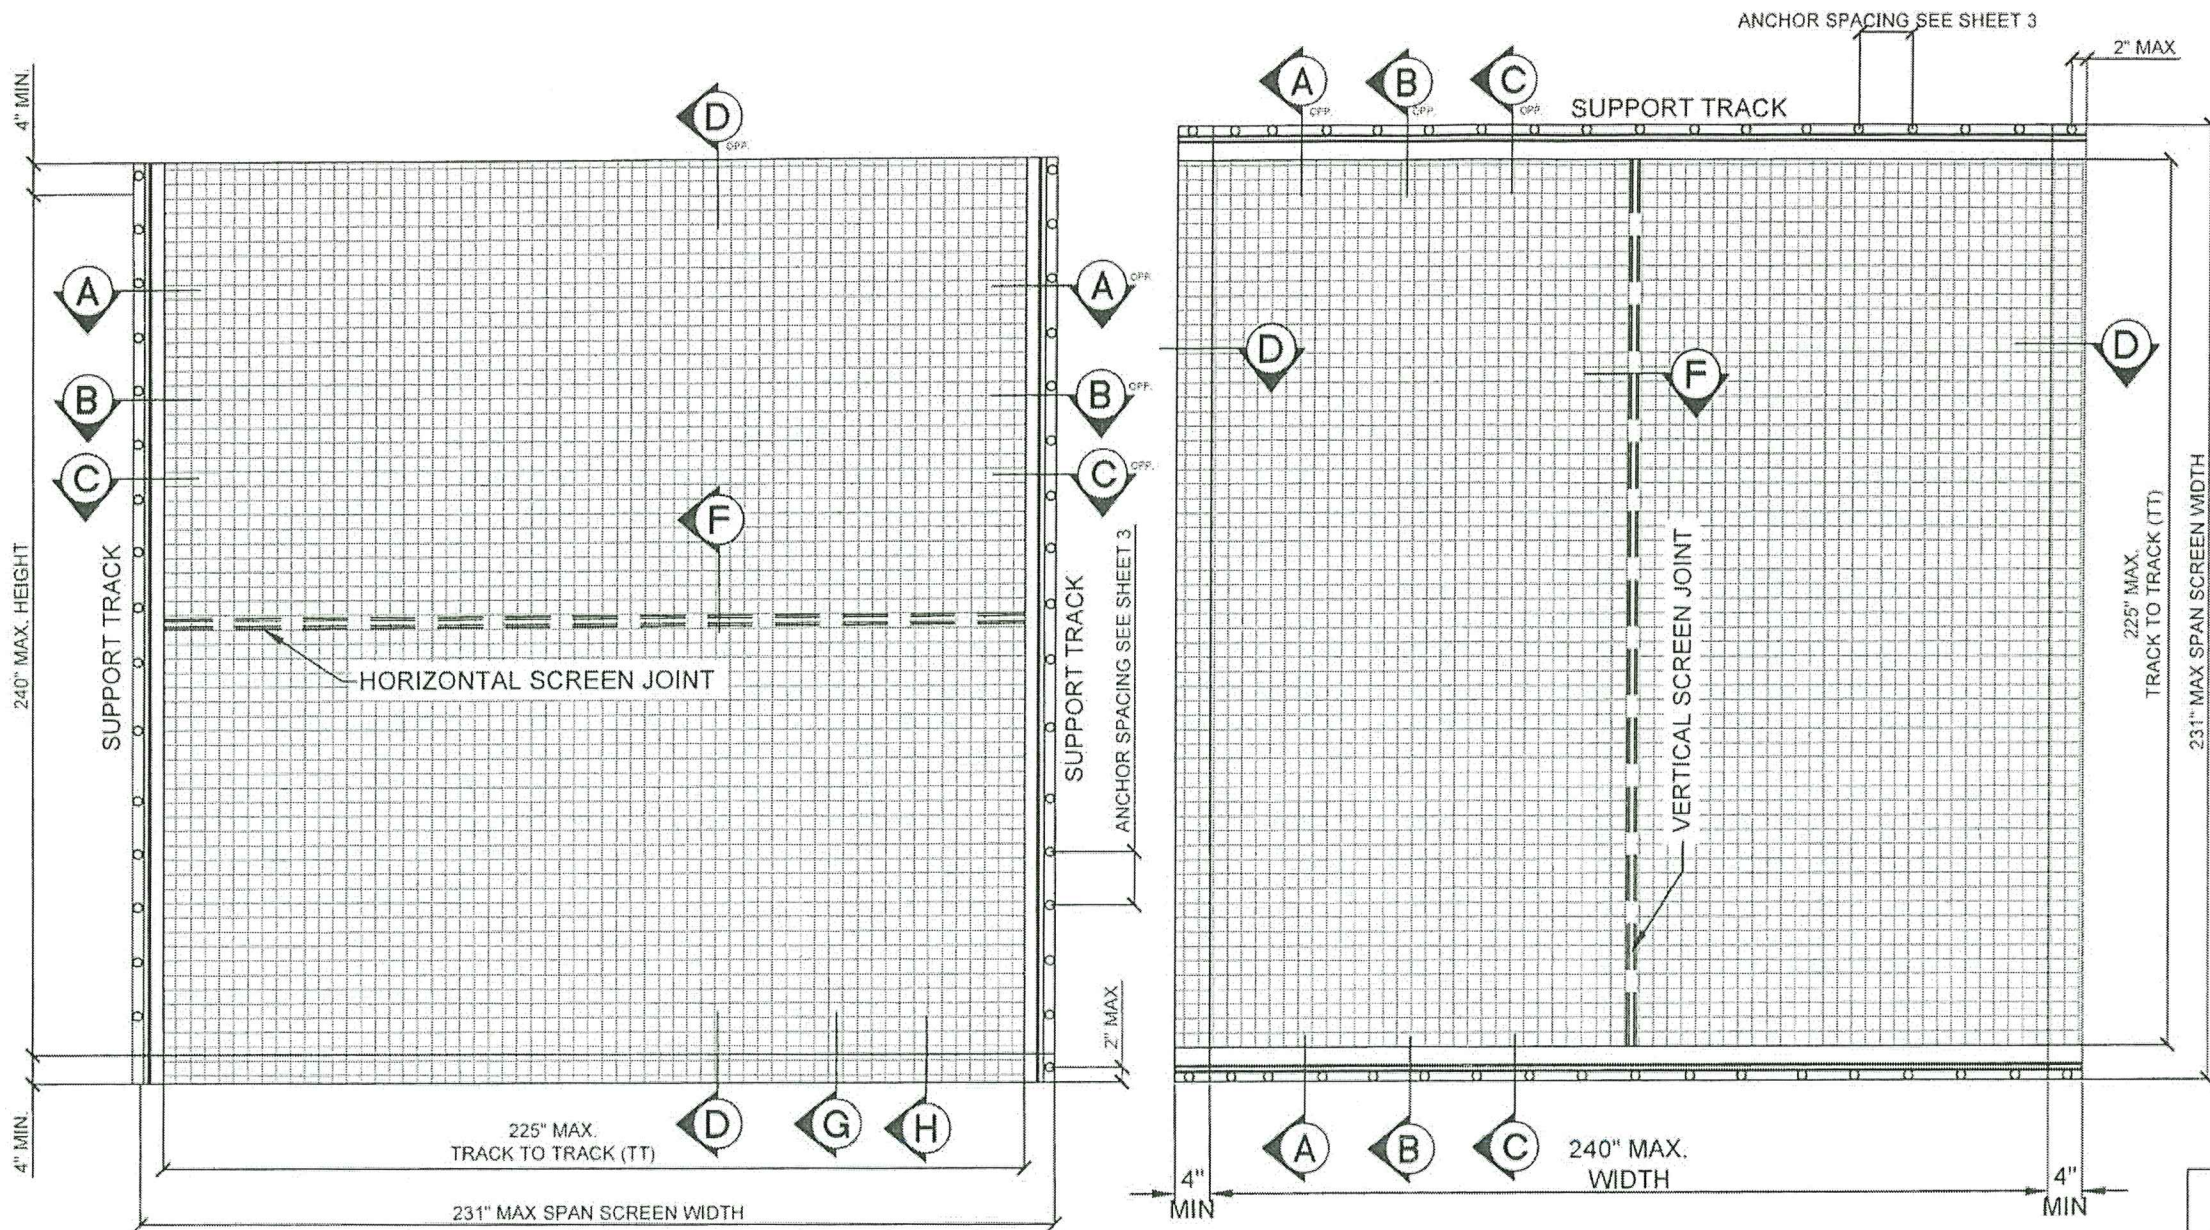 4" MIN.
D
OPP.
A
A
OPP.
B
B
OPP.
C
C
OPP.
F
240" MAX. HEIGHT
SUPPORT TRACK
HORIZONTAL SCREEN JOINT
SUPPORT TRACK
ANCHOR SPACING SEE SHEET 3
2" MAX
4" MIN.
D
G
H
225" MAX.
TRACK TO TRACK (TT)
231" MAX SPAN SCREEN WIDTH
ANCHOR SPACING SEE SHEET 3
2" MAX
A
OPP.
B
OPP.
C
OPP.
SUPPORT TRACK
D
F
D
VERTICAL SCREEN JOINT
225" MAX.
TRACK TO TRACK (TT)
231" MAX SPAN SCREEN WIDTH
A
B
C
240" MAX.
WIDTH
4"
MIN
4"
MIN